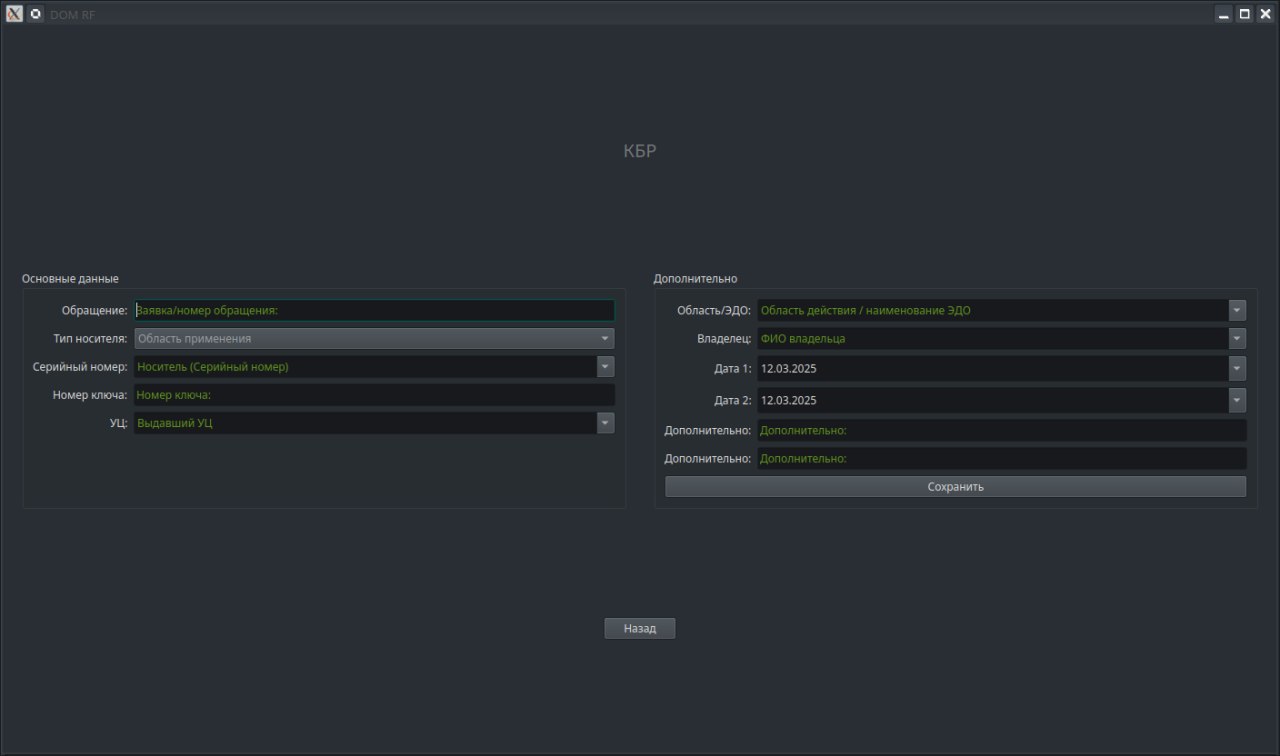 DOM RF
КБР
Основные данные
Обращение: Заявка/номер обращения:
Тип носителя: Область применения
Серийный номер: Носитель (Серийный номер)
Номер ключа: Номер ключа:
УЦ: Выдавший УЦ
Дополнительно
Область/ЭДО: Область действия / наименование ЭДО
Владелец: ФИО владельца
Дата 1: 12.03.2025
Дата 2: 12.03.2025
Дополнительно: Дополнительно:
Дополнительно: Дополнительно:
Сохранить
Назад